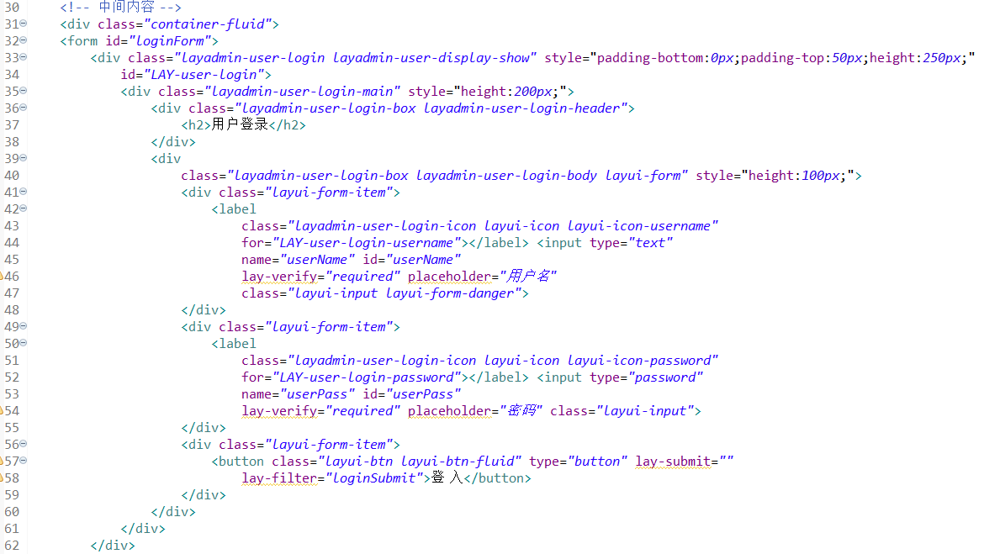 30 <!-- 中间内容 -->
31 <div class="container-fluid">
32 <form id="loginForm">
33 <div class="layadmin-user-login layadmin-user-display-show" style="padding-bottom:0px;padding-top:50px;height:250px;"
34 id="LAY-user-login">
35 <div class="layadmin-user-login-main" style="height:200px;">
36 <div class="layadmin-user-login-box layadmin-user-login-header">
37 <h2>用户登录</h2>
38 </div>
39 <div
40 class="layadmin-user-login-box layadmin-user-login-body layui-form" style="height:100px;">
41 <div class="layui-form-item">
42 <label
43 class="layadmin-user-login-icon layui-icon layui-icon-username"
44 for="LAY-user-login-username"></label> <input type="text"
45 name="userName" id="userName"
46 lay-verify="required" placeholder="用户名"
47 class="layui-input layui-form-danger">
48 </div>
49 <div class="layui-form-item">
50 <label
51 class="layadmin-user-login-icon layui-icon layui-icon-password"
52 for="LAY-user-login-password"></label> <input type="password"
53 name="userPass" id="userPass"
54 lay-verify="required" placeholder="密码" class="layui-input">
55 </div>
56 <div class="layui-form-item">
57 <button class="layui-btn layui-btn-fluid" type="button" lay-submit=""
58 lay-filter="loginSubmit">登 入</button>
59 </div>
60 </div>
61 </div>
62 </div>